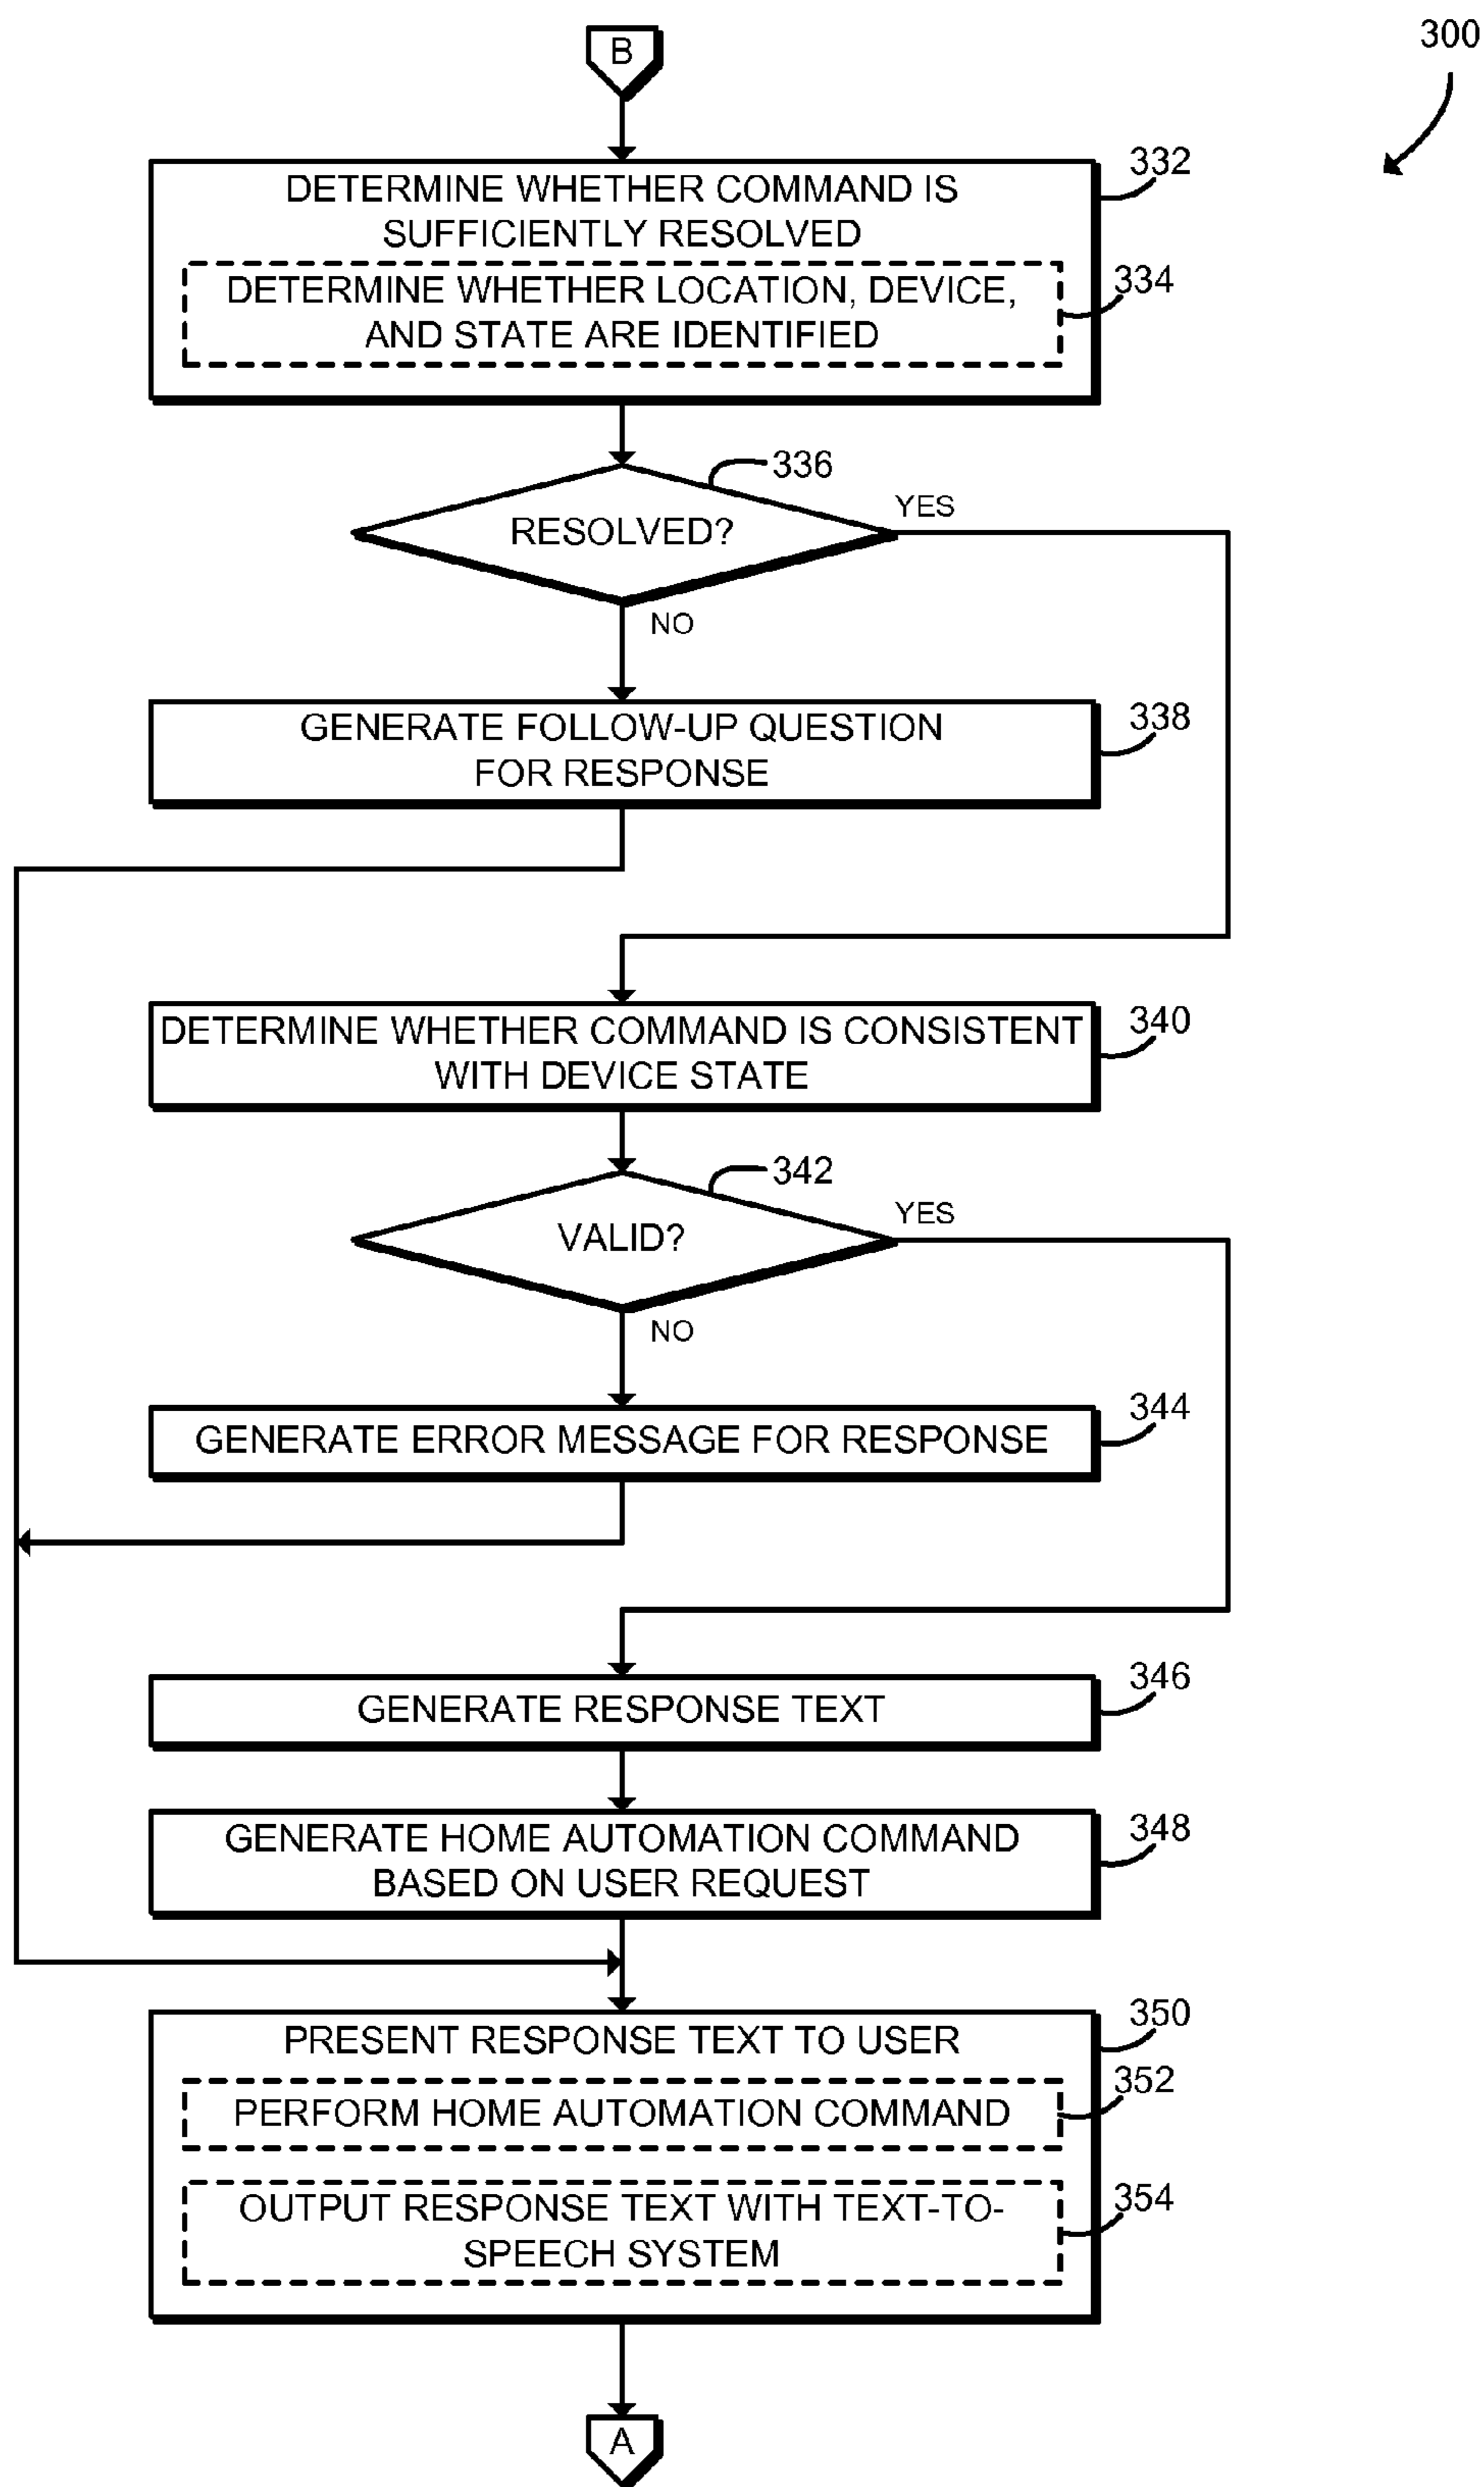 B
300
DETERMINE WHETHER COMMAND IS
SUFFICIENTLY RESOLVED
332
DETERMINE WHETHER LOCATION, DEVICE,
AND STATE ARE IDENTIFIED
334
336
RESOLVED?
YES
NO
GENERATE FOLLOW-UP QUESTION
FOR RESPONSE
338
DETERMINE WHETHER COMMAND IS CONSISTENT
WITH DEVICE STATE
340
342
VALID?
YES
NO
GENERATE ERROR MESSAGE FOR RESPONSE
344
GENERATE RESPONSE TEXT
346
GENERATE HOME AUTOMATION COMMAND
BASED ON USER REQUEST
348
PRESENT RESPONSE TEXT TO USER
350
PERFORM HOME AUTOMATION COMMAND
352
OUTPUT RESPONSE TEXT WITH TEXT-TO-
SPEECH SYSTEM
354
A